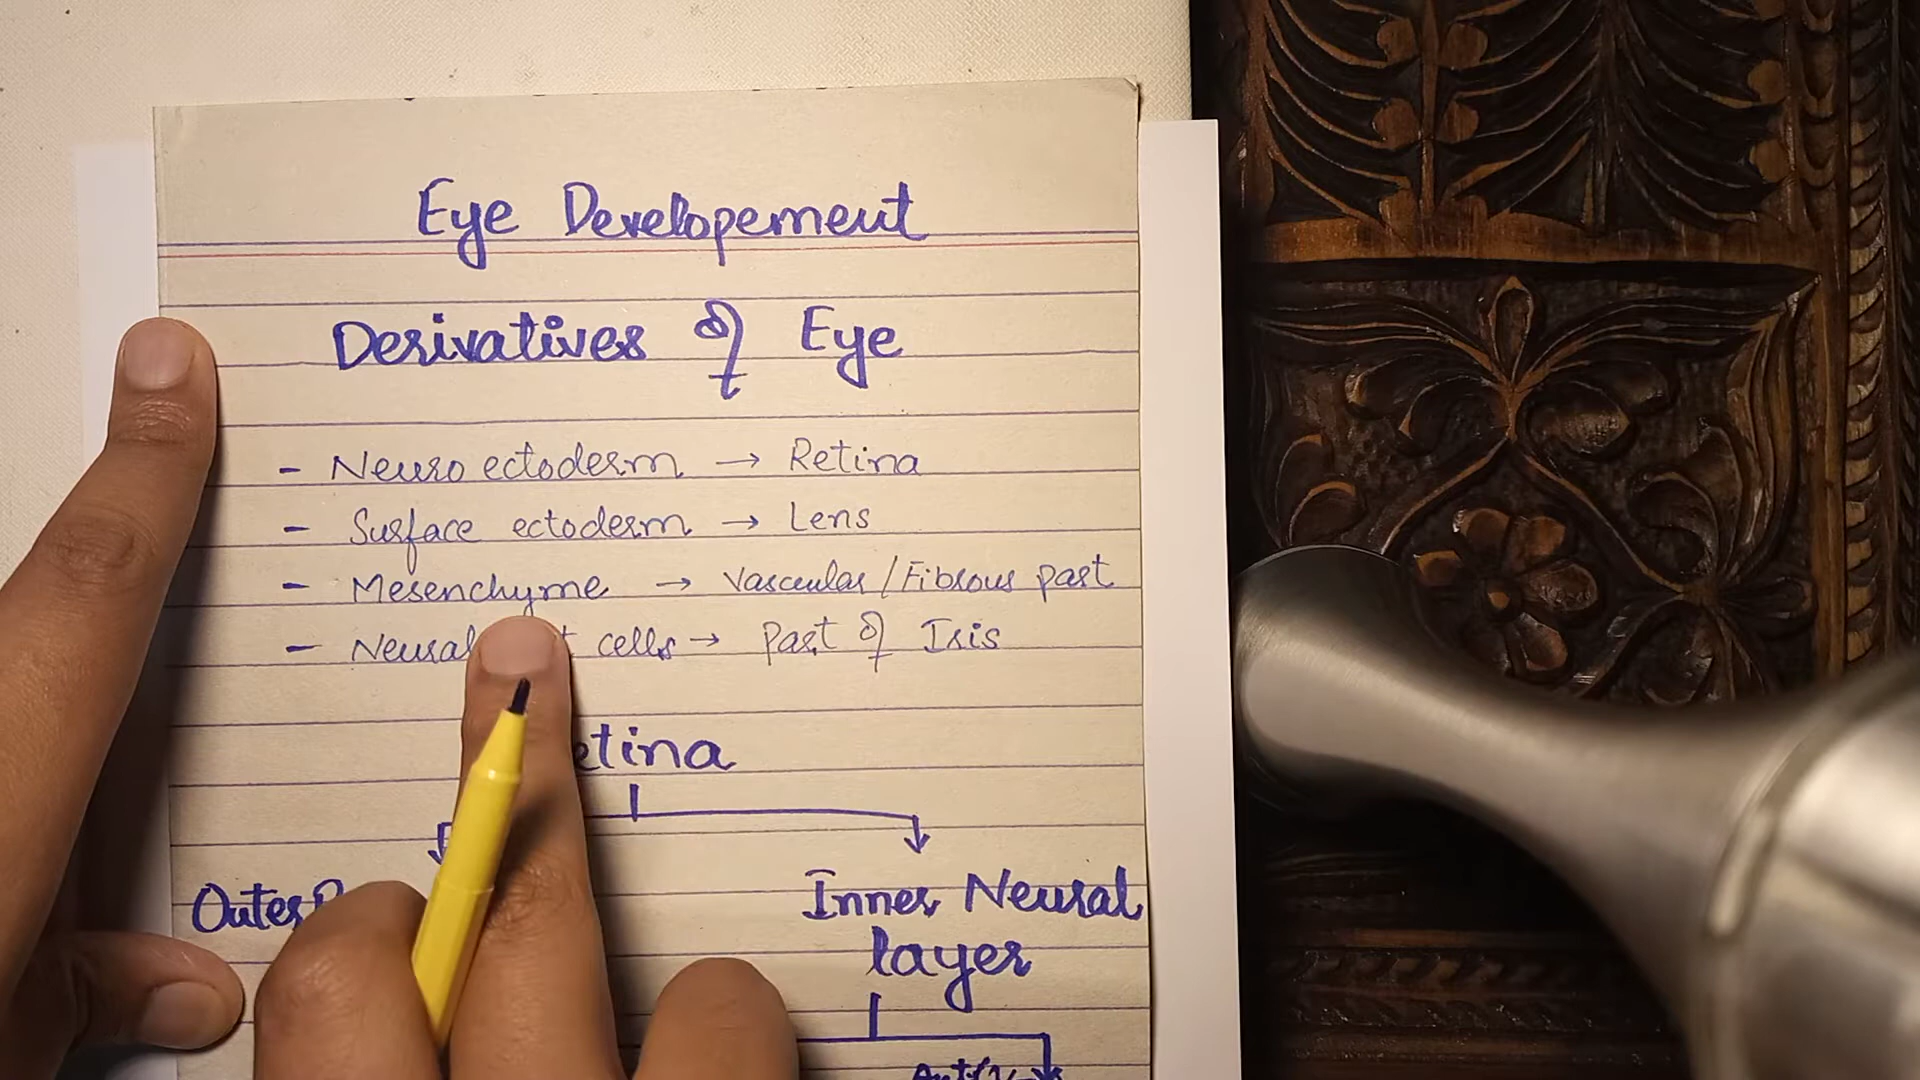 Eye Developement
Derivatives of Eye
- Neuro ectoderm → Retina
- Surface ectoderm → Lens
- Mesenchyme → Vascular/Fibrous part
- Neural cells → Part of Iris
Outer Inner Neural
layer